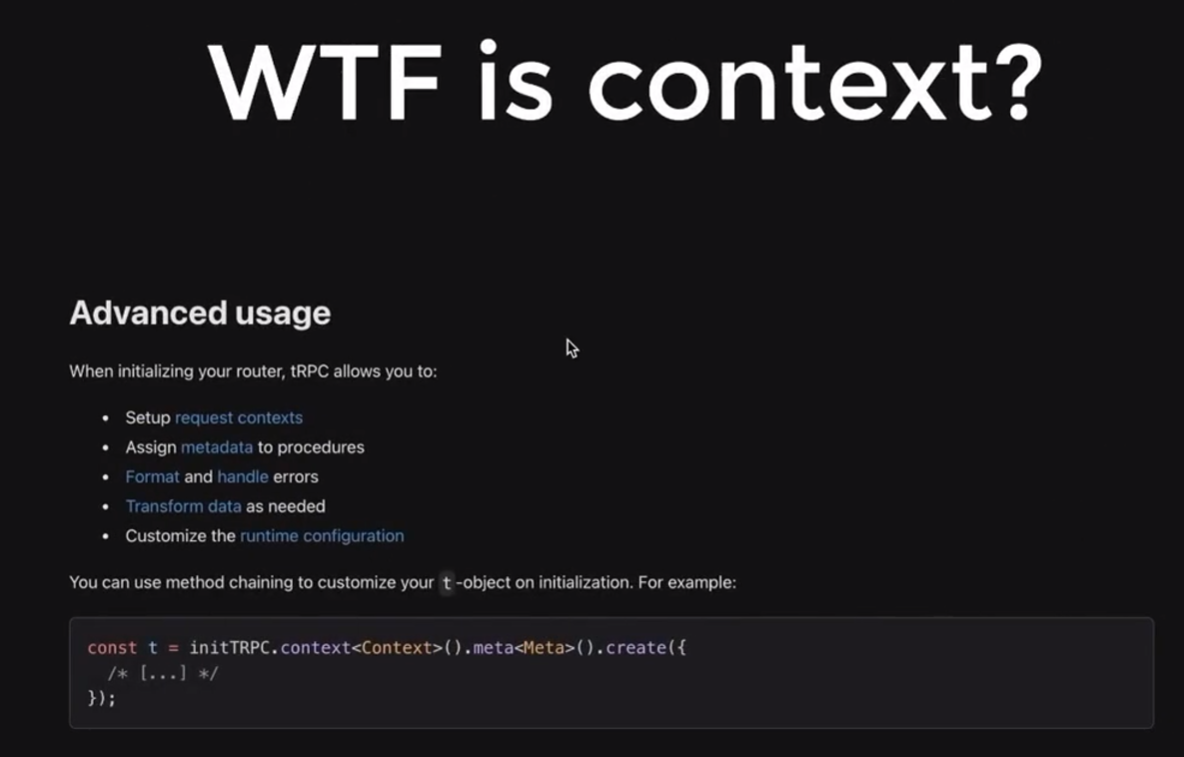 WTF is context?
Advanced usage
When initializing your router, tRPC allows you to:
• Setup request contexts
• Assign metadata to procedures
• Format and handle errors
• Transform data as needed
• Customize the runtime configuration
You can use method chaining to customize your t-object on initialization. For example:
const t = initTRPC.context<Context>().meta<Meta>().create({
  /* [...] */
});